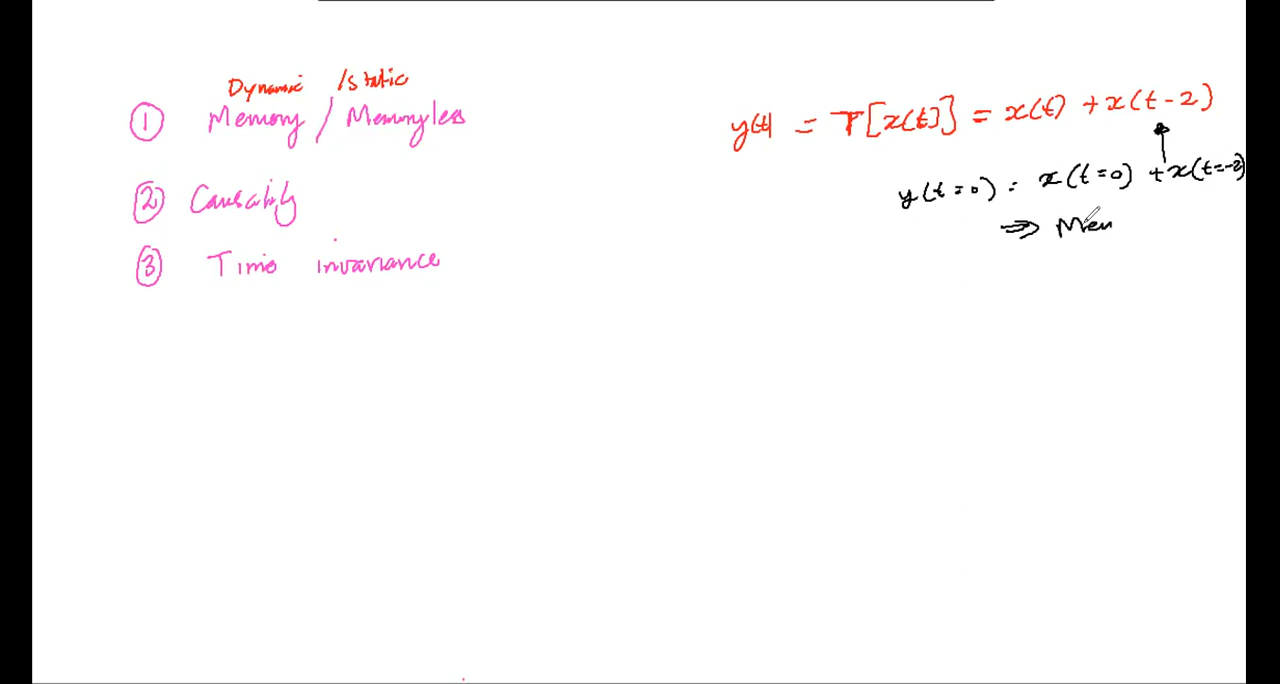 Dynamic /static
① Memory / Memoryless
② Causality
③ Time invariance
y(t) = T[x(t)] = x(t) + x(t-2)
y(t=0) = x(t=0) + x(t=-2)
⇒ Mem